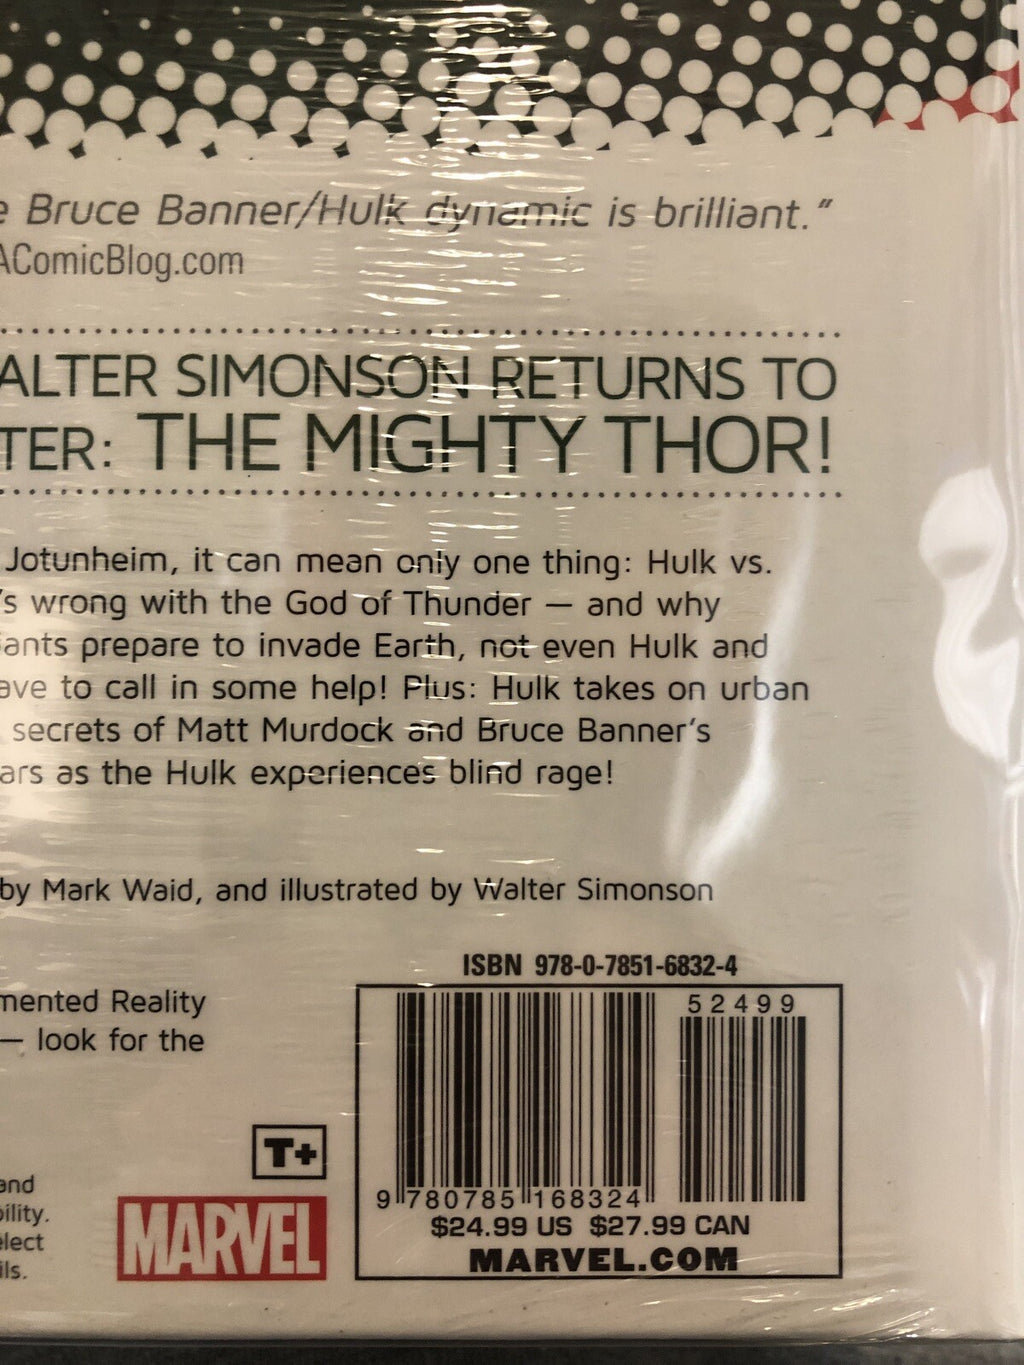 e Bruce Banner/Hulk dynamic is brilliant.”
AComicBlog.com
ALTER SIMONSON RETURNS TO
TER: THE MIGHTY THOR!
Jotunheim, it can mean only one thing: Hulk vs.
’s wrong with the God of Thunder — and why
iants prepare to invade Earth, not even Hulk and
ave to call in some help! Plus: Hulk takes on urban
secrets of Matt Murdock and Bruce Banner’s
ars as the Hulk experiences blind rage!
by Mark Waid, and illustrated by Walter Simonson
ISBN 978-0-7851-6832-4
52499
mented Reality
— look for the
T+
and
bility.
elect
ils.
MARVEL
9 780785 168324
$24.99 US $27.99 CAN
MARVEL.COM